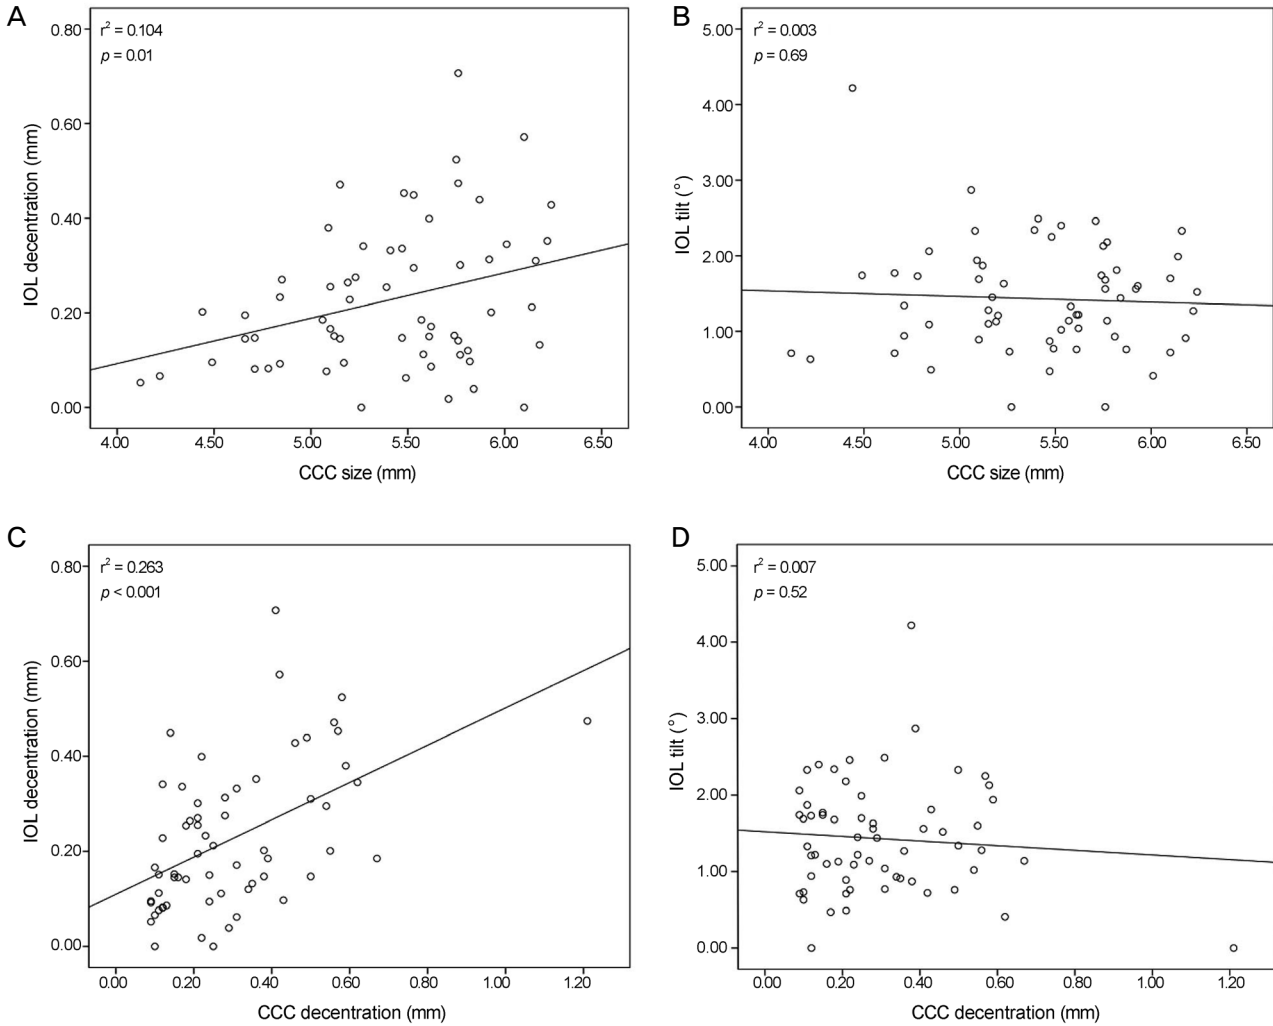 A
r² = 0.104
p = 0.01
0.80
0.60
0.40
0.20
0.00
IOL decentration (mm)
4.00 4.50 5.00 5.50 6.00 6.50
CCC size (mm)
B
r² = 0.003
p = 0.69
5.00
4.00
3.00
2.00
1.00
0.00
IOL tilt (°)
4.00 4.50 5.00 5.50 6.00 6.50
CCC size (mm)
C
r² = 0.263
p < 0.001
0.80
0.60
0.40
0.20
0.00
IOL decentration (mm)
0.00 0.20 0.40 0.60 0.80 1.00 1.20
CCC decentration (mm)
D
r² = 0.007
p = 0.52
5.00
4.00
3.00
2.00
1.00
0.00
IOL tilt (°)
0.00 0.20 0.40 0.60 0.80 1.00 1.20
CCC decentration (mm)